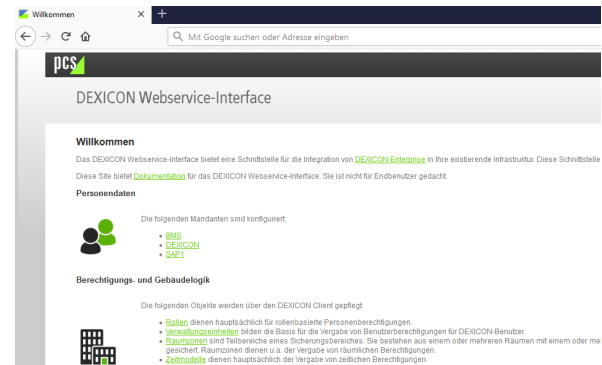 Willkommen
Mit Google suchen oder Adresse eingeben
pcs
DEXICON Webservice-Interface
Willkommen
Das DEXICON Webservice-Interface bietet eine Schnittstelle für die Integration von DEXICON Enterprise in Ihre existierende Infrastruktur. Diese Schnittstelle
Diese Site bietet Dokumentation für das DEXICON Webservice-Interface. Sie ist nicht für Endbenutzer gedacht.
Personendaten
Die folgenden Mandanten sind konfiguriert:
BMS
DEXICON
SAP1
Berechtigungs- und Gebäudelogik
Die folgenden Objekte werden über den DEXICON Client gepflegt:
Rollen dienen hauptsächlich für rollenbasierte Personenberechtigungen.
Verwaltungseinheiten bilden die Basis für die Vergabe von Benutzerberechtigungen für DEXICON-Benutzer.
Raumzonen sind Teilbereiche eines Sicherungsbereiches. Sie bestehen aus einem oder mehreren Räumen mit einem oder me
gesichert. Raumzonen dienen u.a. der Vergabe von räumlichen Berechtigungen.
Zeitmodelle dienen hauptsächlich der Vergabe von zeitlichen Berechtigungen.